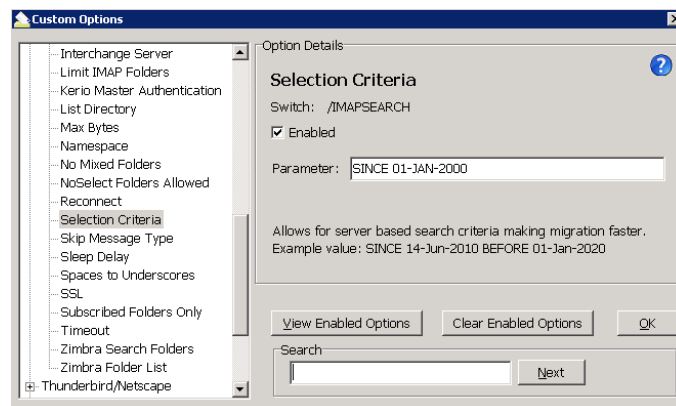 Custom Options
Interchange Server
Limit IMAP Folders
Kerio Master Authentication
List Directory
Max Bytes
Namespace
No Mixed Folders
NoSelect Folders Allowed
Reconnect
Selection Criteria
Skip Message Type
Sleep Delay
Spaces to Underscores
SSL
Subscribed Folders Only
Timeout
Zimbra Search Folders
Zimbra Folder List
Thunderbird/Netscape
Option Details
Selection Criteria
Switch: /IMAPSEARCH
Enabled
Parameter: SINCE 01-JAN-2000
Allows for server based search criteria making migration faster.
Example value: SINCE 14-Jun-2010 BEFORE 01-Jan-2020
View Enabled Options Clear Enabled Options OK
Search
Next